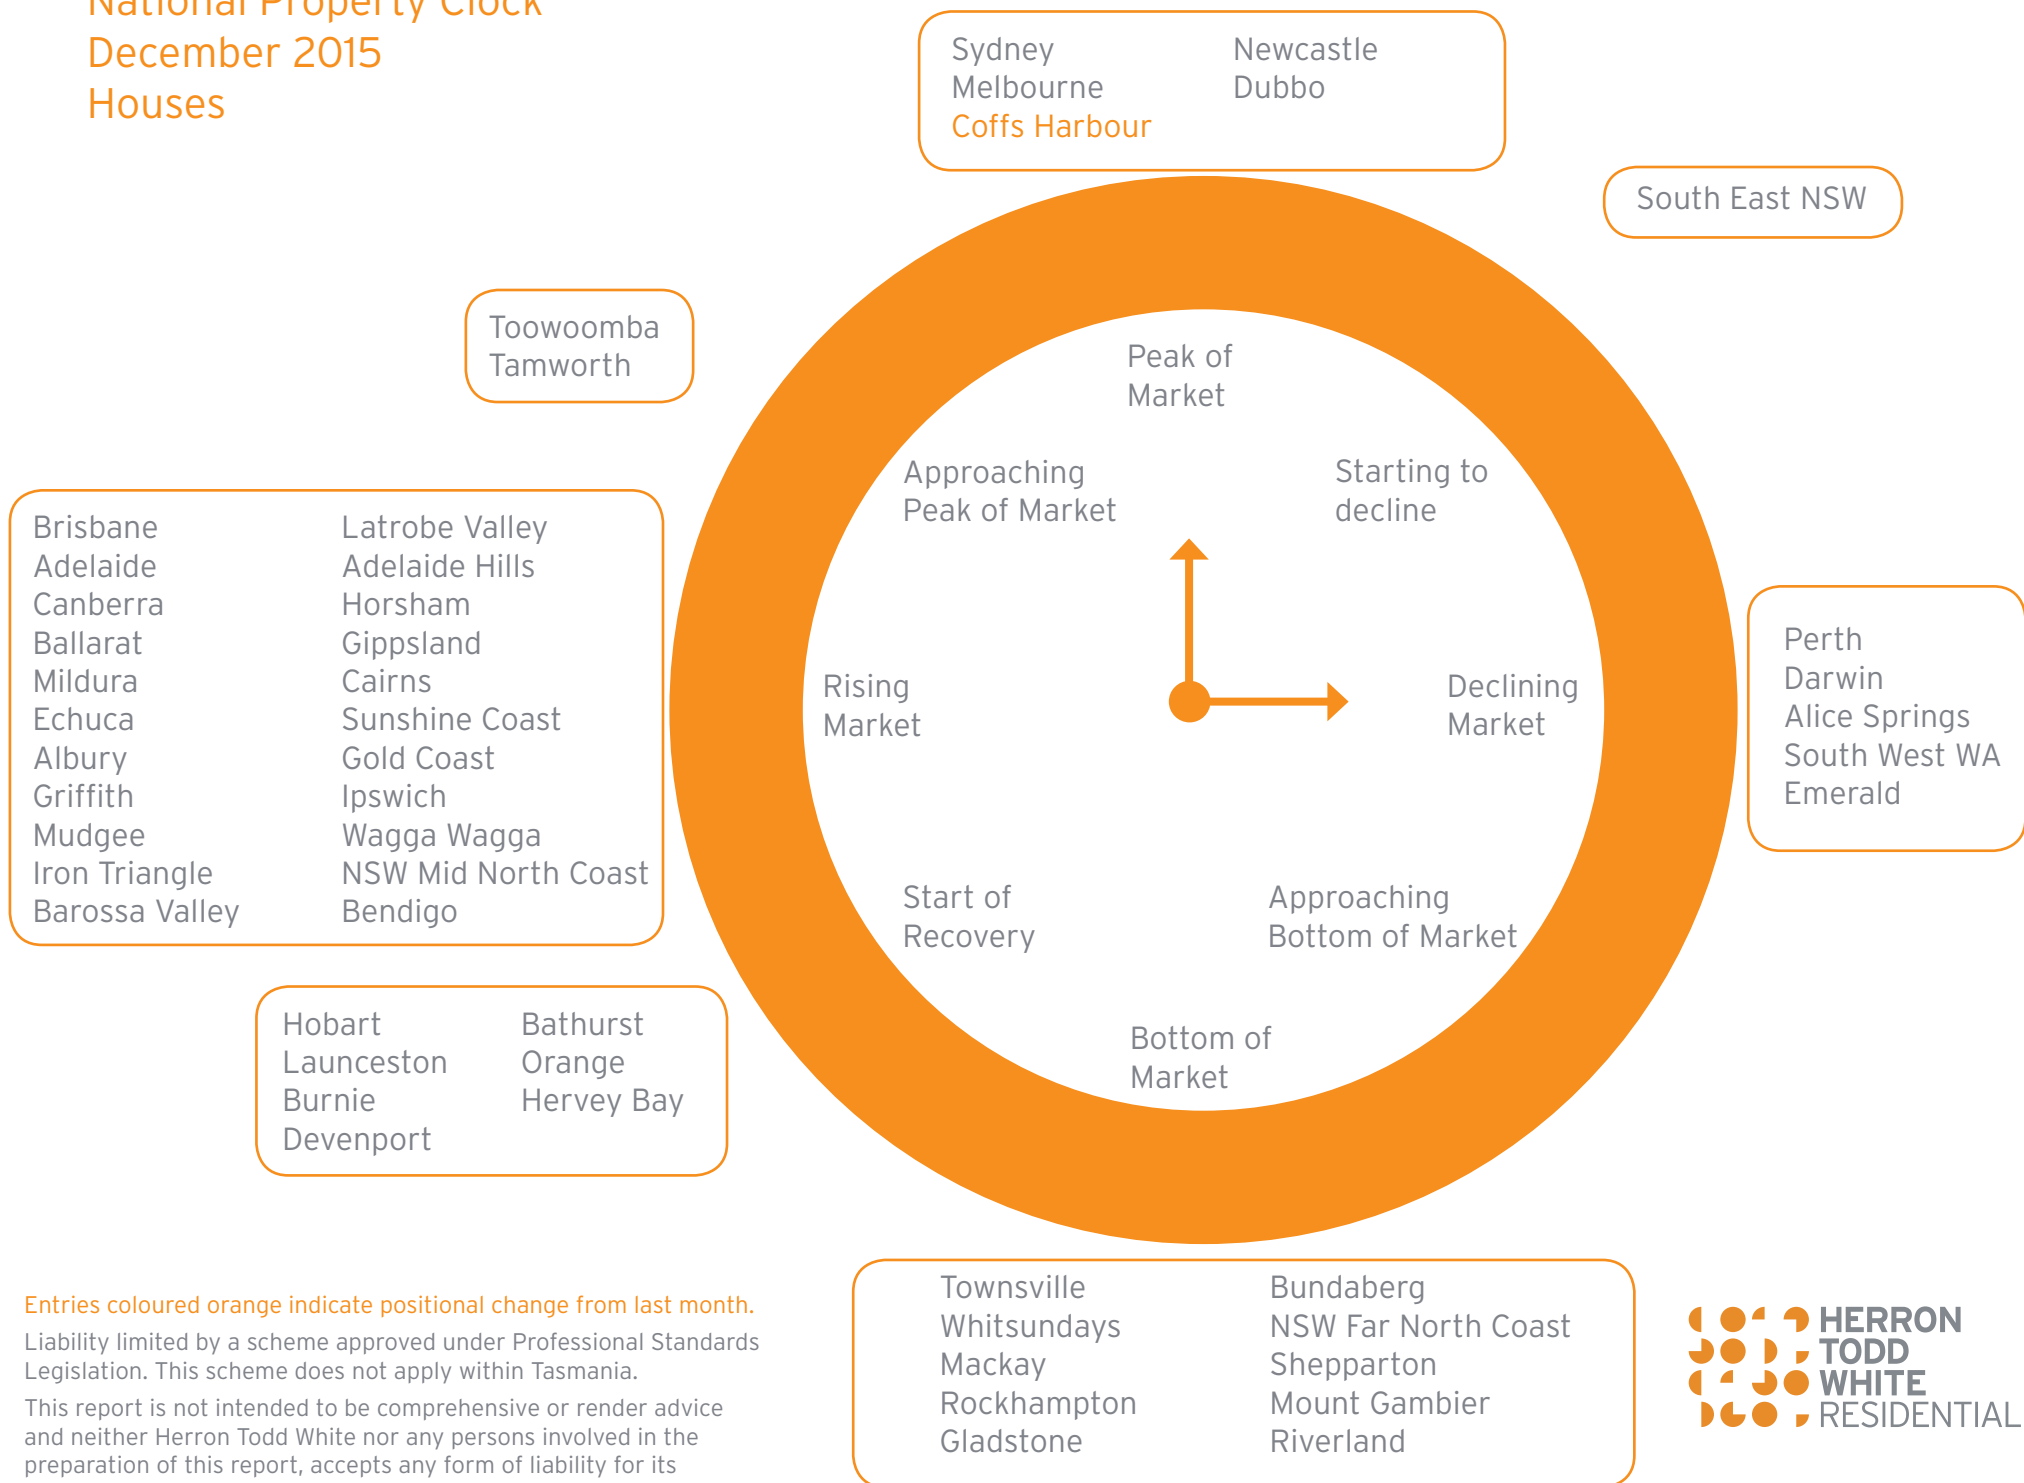 National Property Clock
December 2015
Houses
Sydney
Melbourne
Coffs Harbour
Newcastle
Dubbo
South East NSW
Toowoomba
Tamworth
Peak of
Market
Approaching
Peak of Market
Starting to
decline
Brisbane
Adelaide
Canberra
Ballarat
Mildura
Echuca
Albury
Griffith
Mudgee
Iron Triangle
Barossa Valley
Latrobe Valley
Adelaide Hills
Horsham
Gippsland
Cairns
Sunshine Coast
Gold Coast
Ipswich
Wagga Wagga
NSW Mid North Coast
Bendigo
Rising
Market
Declining
Market
Perth
Darwin
Alice Springs
South West WA
Emerald
Start of
Recovery
Approaching
Bottom of Market
Bottom of
Market
Hobart
Launceston
Burnie
Devenport
Bathurst
Orange
Hervey Bay
Townsville
Whitsundays
Mackay
Rockhampton
Gladstone
Bundaberg
NSW Far North Coast
Shepparton
Mount Gambier
Riverland
Entries coloured orange indicate positional change from last month.
Liability limited by a scheme approved under Professional Standards
Legislation. This scheme does not apply within Tasmania.
This report is not intended to be comprehensive or render advice
and neither Herron Todd White nor any persons involved in the
preparation of this report, accepts any form of liability for its
HERRON
TODD
WHITE
RESIDENTIAL